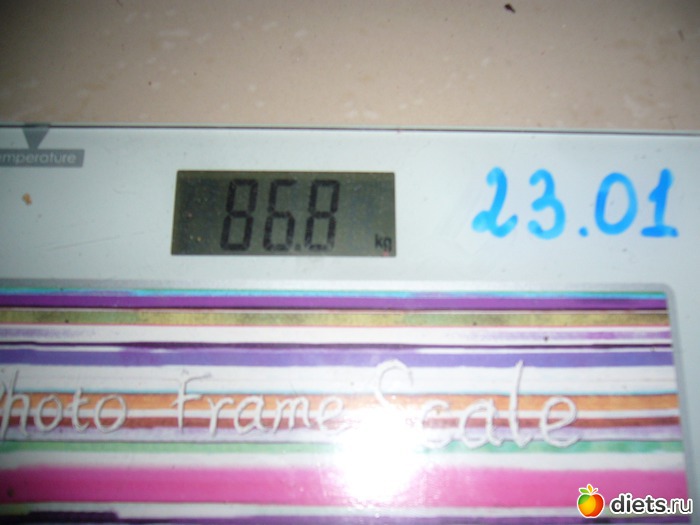 emperature
86.8 kg
23.01
Photo Frame Scale
diets.ru